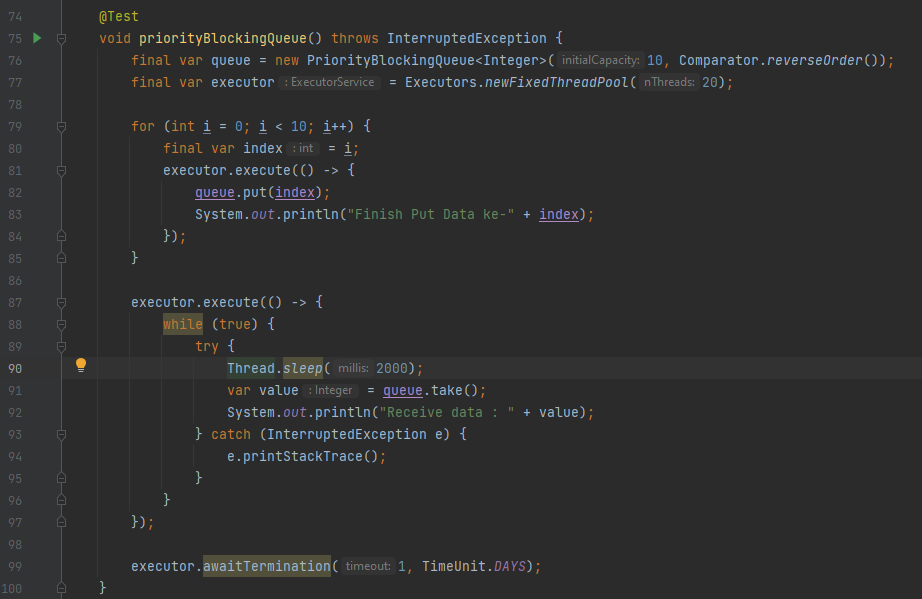 74 @Test
75 void priorityBlockingQueue() throws InterruptedException {
76 final var queue = new PriorityBlockingQueue<Integer>( initialCapacity: 10, Comparator.reverseOrder());
77 final var executor : ExecutorService = Executors.newFixedThreadPool( nThreads: 20);
78
79 for (int i = 0; i < 10; i++) {
80 final var index : int = i;
81 executor.execute(() -> {
82 queue.put(index);
83 System.out.println("Finish Put Data ke-" + index);
84 });
85 }
86
87 executor.execute(() -> {
88 while (true) {
89 try {
90 Thread.sleep( millis: 2000);
91 var value : Integer = queue.take();
92 System.out.println("Receive data : " + value);
93 } catch (InterruptedException e) {
94 e.printStackTrace();
95 }
96 }
97 });
98
99 executor.awaitTermination( timeout: 1, TimeUnit.DAYS);
100 }